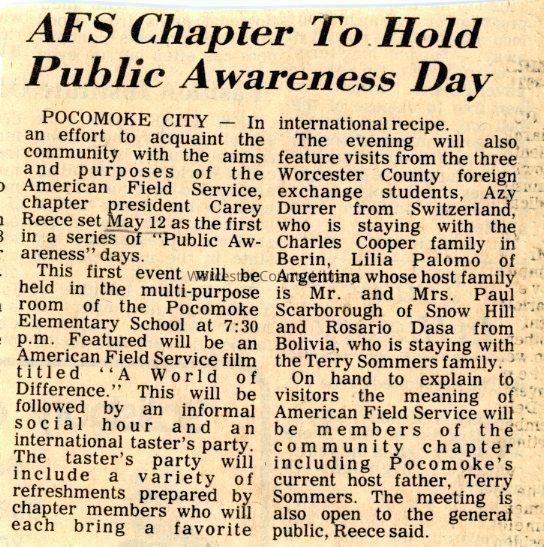 AFS Chapter To Hold
Public Awareness Day
POCOMOKE CITY — In
an effort to acquaint the
community with the aims
and purposes of the
American Field Service,
chapter president Carey
Reece set May 12 as the first
in a series of "Public Aw-
areness" days.
This first event will be
held in the multi-purpose
room of the Pocomoke
Elementary School at 7:30
p.m. Featured will be an
American Field Service film
titled "A World of
Difference." This will be
followed by an informal
social hour and an
international taster's party.
The taster's party will
include a variety of
refreshments prepared by
chapter members who will
each bring a favorite
international recipe.
The evening will also
feature visits from the three
Worcester County foreign
exchange students, Azy
Durrer from Switzerland,
who is staying with the
Charles Cooper family in
Berin, Lilia Palomo of
Argentina whose host family
is Mr. and Mrs. Paul
Scarborough of Snow Hill
and Rosario Dasa from
Bolivia, who is staying with
the Terry Sommers family.
On hand to explain to
visitors the meaning of
American Field Service will
be members of the
community chapter
including Pocomoke's
current host father, Terry
Sommers. The meeting is
also open to the general
public, Reece said.
Worcester County Library